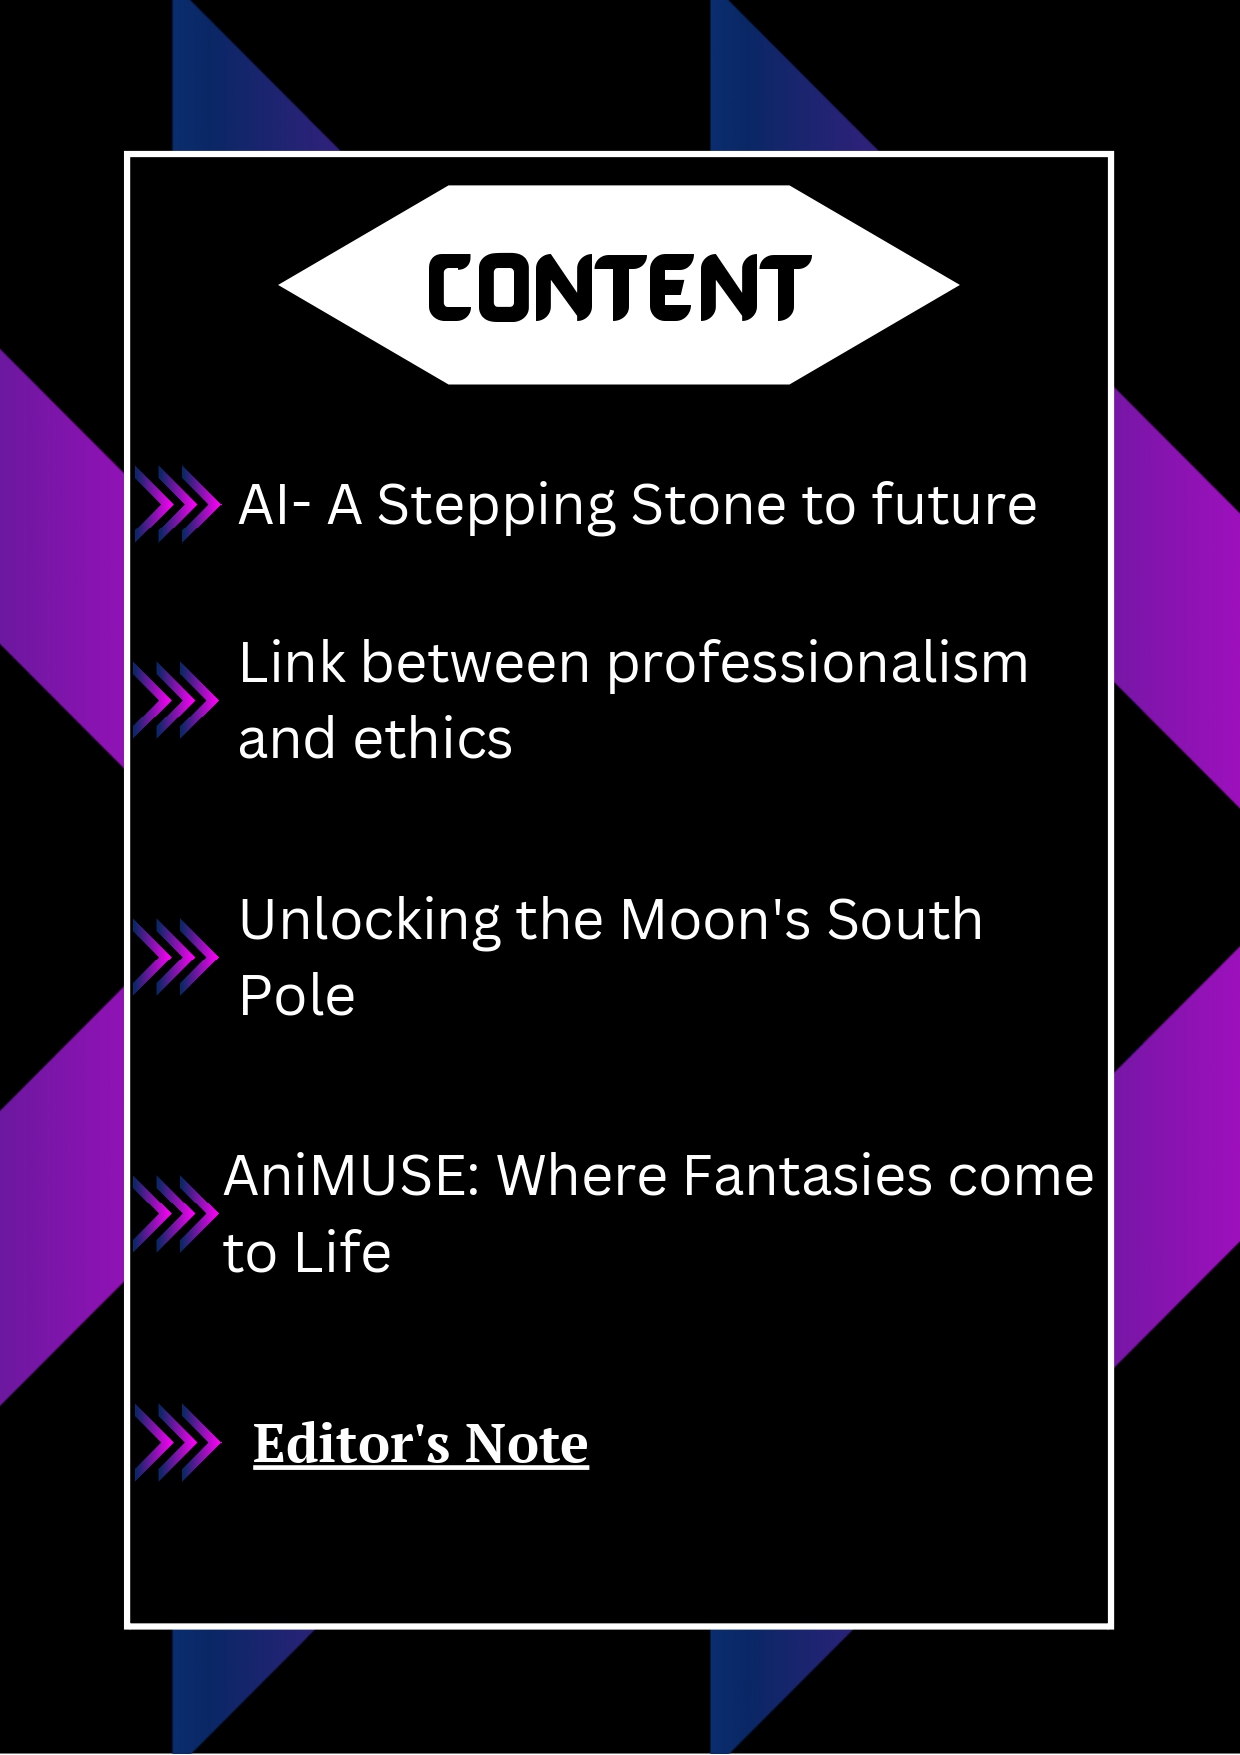 CONTENT
AI- A Stepping Stone to future
Link between professionalism
and ethics
Unlocking the Moon's South
Pole
AniMUSE: Where Fantasies come
to Life
Editor's Note